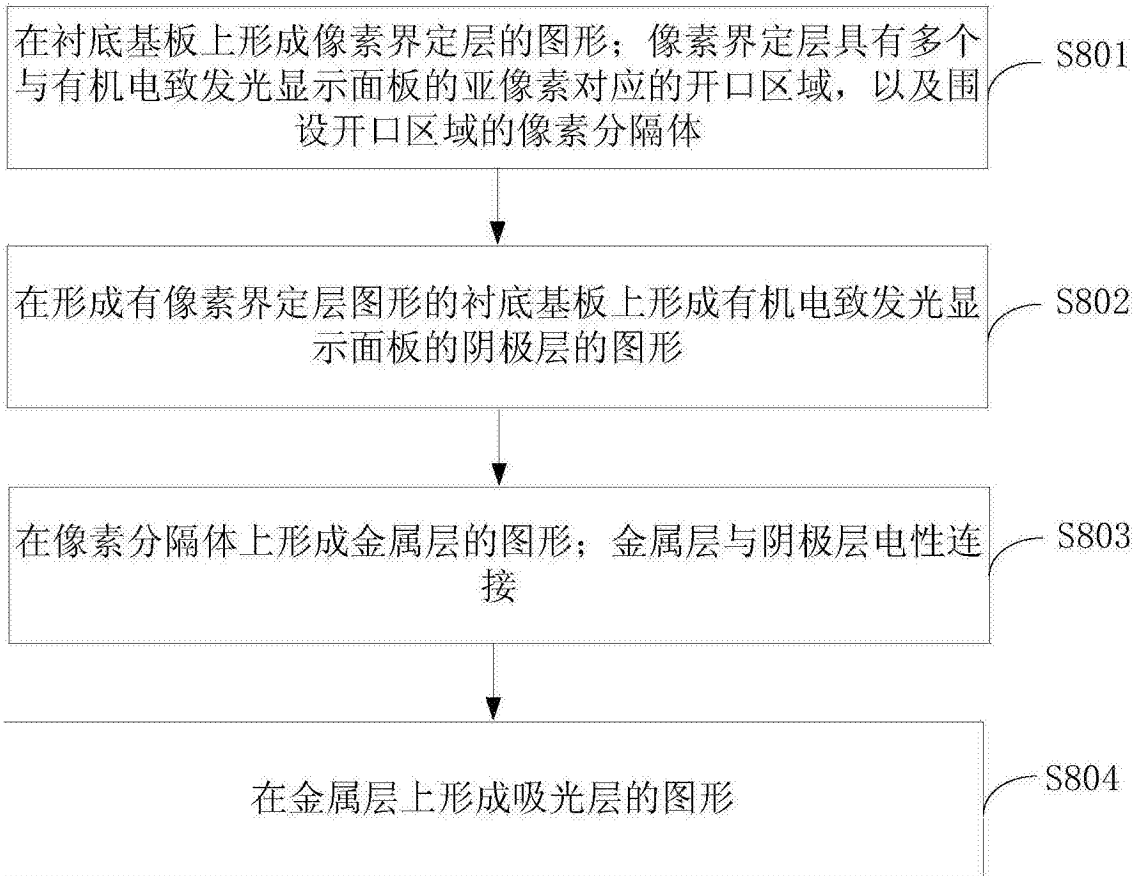 在衬底基板上形成像素界定层的图形；像素界定层具有多个
与有机电致发光显示面板的亚像素对应的开口区域，以及围
设开口区域的像素分隔体
S801
在形成有像素界定层图形的衬底基板上形成有机电致发光显
示面板的阴极层的图形
S802
在像素分隔体上形成金属层的图形；金属层与阴极层电性连
接
S803
在金属层上形成吸光层的图形
S804